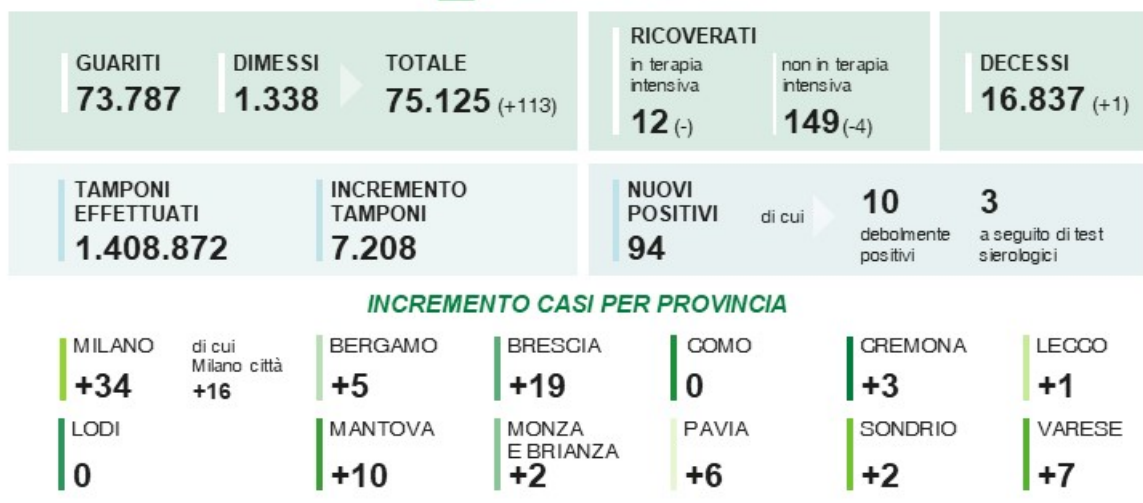 GUARITI
73.787
DIMESSI
1.338
TOTALE
75.125 (+113)
RICOVERATI
in terapia
intensiva
12 (-)
non in terapia
intensiva
149 (-4)
DECESSI
16.837 (+1)
TAMPONI
EFFETTUATI
1.408.872
INCREMENTO
TAMPONI
7.208
NUOVI
POSITIVI
94
di cui
10
debolmente
positivi
3
a seguito di test
sierologici
INCREMENTO CASI PER PROVINCIA
MILANO
+34
di cui
Milano città
+16
BERGAMO
+5
BRESCIA
+19
COMO
0
CREMONA
+3
LECCO
+1
LODI
0
MANTOVA
+10
MONZA
E BRIANZA
+2
PAVIA
+6
SONDRIO
+2
VARESE
+7